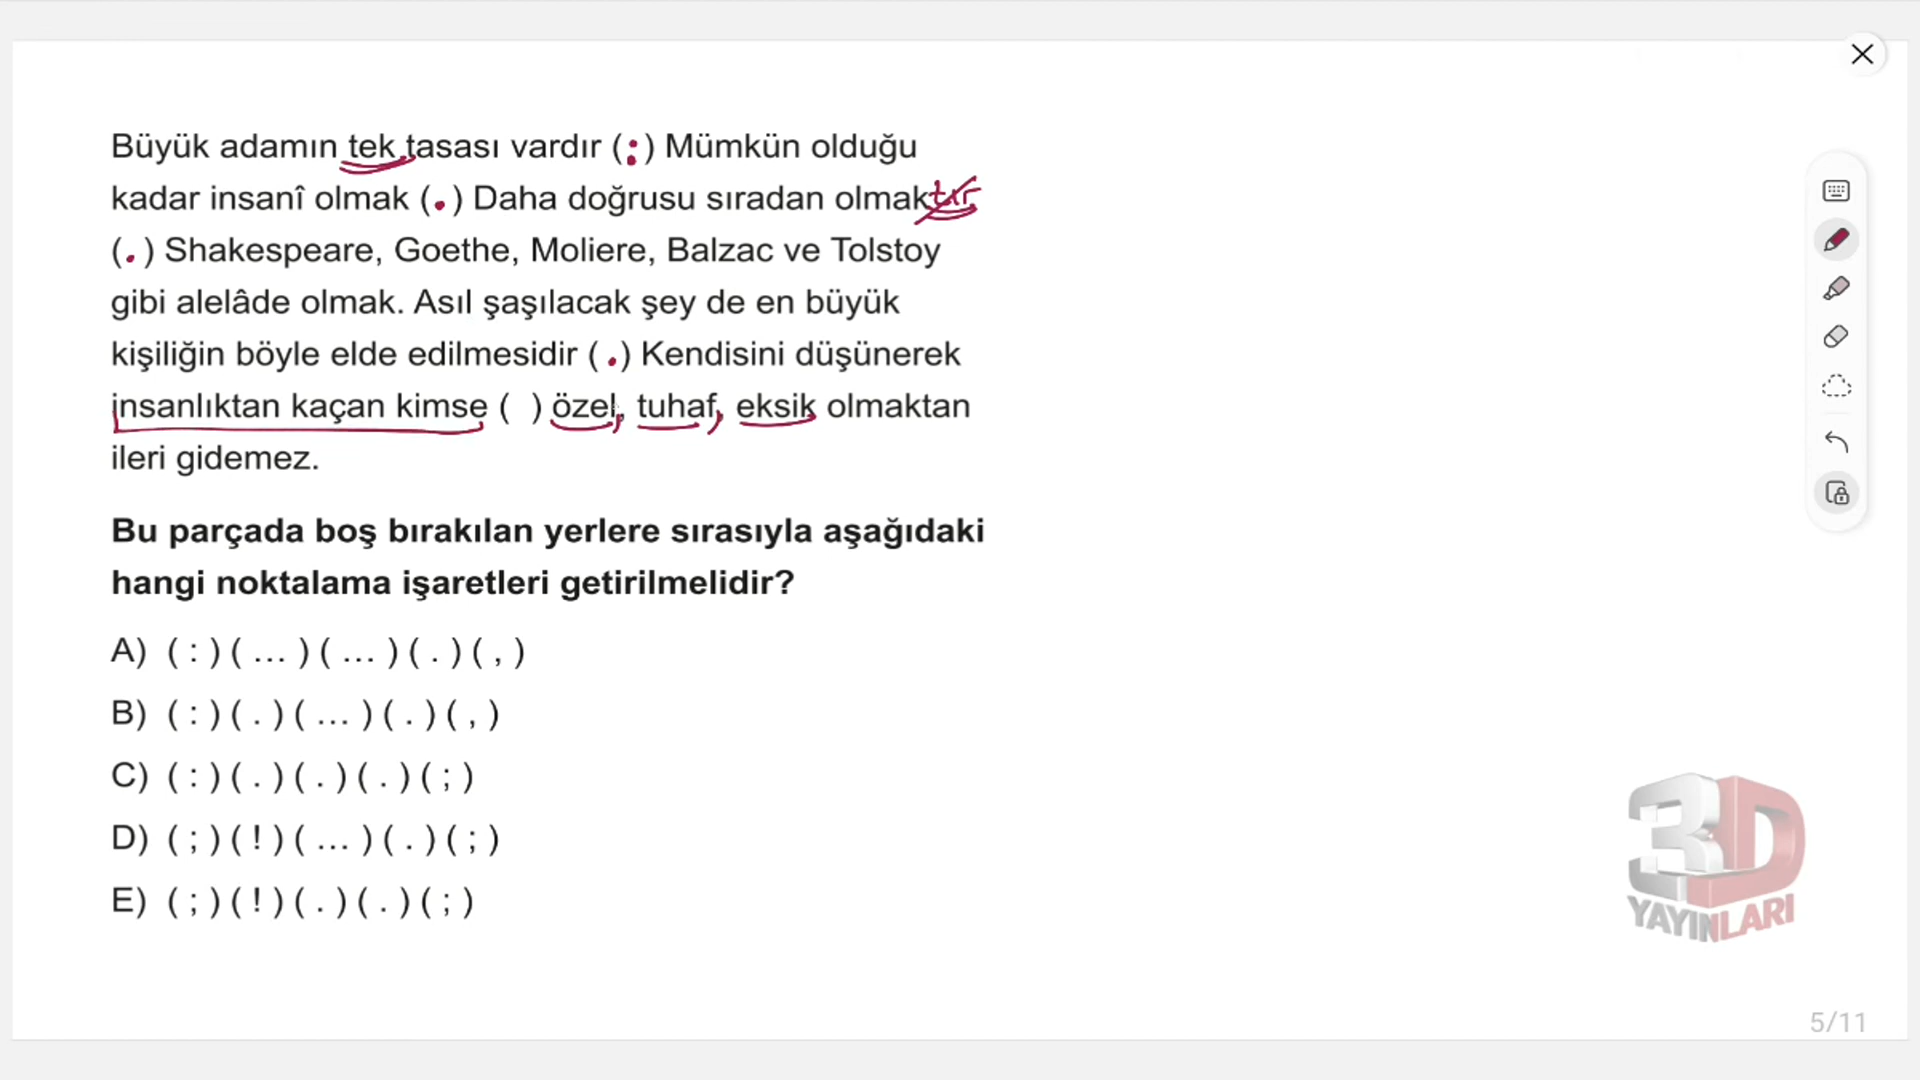 Büyük adamın tek tasası vardır (:) Mümkün olduğu
kadar insanî olmak (.) Daha doğrusu sıradan olmaktır
(.) Shakespeare, Goethe, Moliere, Balzac ve Tolstoy
gibi alelâde olmak. Asıl şaşılacak şey de en büyük
kişiliğin böyle elde edilmesidir (.) Kendisini düşünerek
insanlıktan kaçan kimse ( ) özel, tuhaf, eksik olmaktan
ileri gidemez.
Bu parçada boş bırakılan yerlere sırasıyla aşağıdaki
hangi noktalama işaretleri getirilmelidir?
A) ( : ) ( ... ) ( ... ) ( . ) ( , )
B) ( : ) ( . ) ( ... ) ( . ) ( , )
C) ( : ) ( . ) ( . ) ( . ) ( ; )
D) ( ; ) ( ! ) ( ... ) ( . ) ( ; )
E) ( ; ) ( ! ) ( . ) ( . ) ( ; )
3D
YAYINLARI
5/11